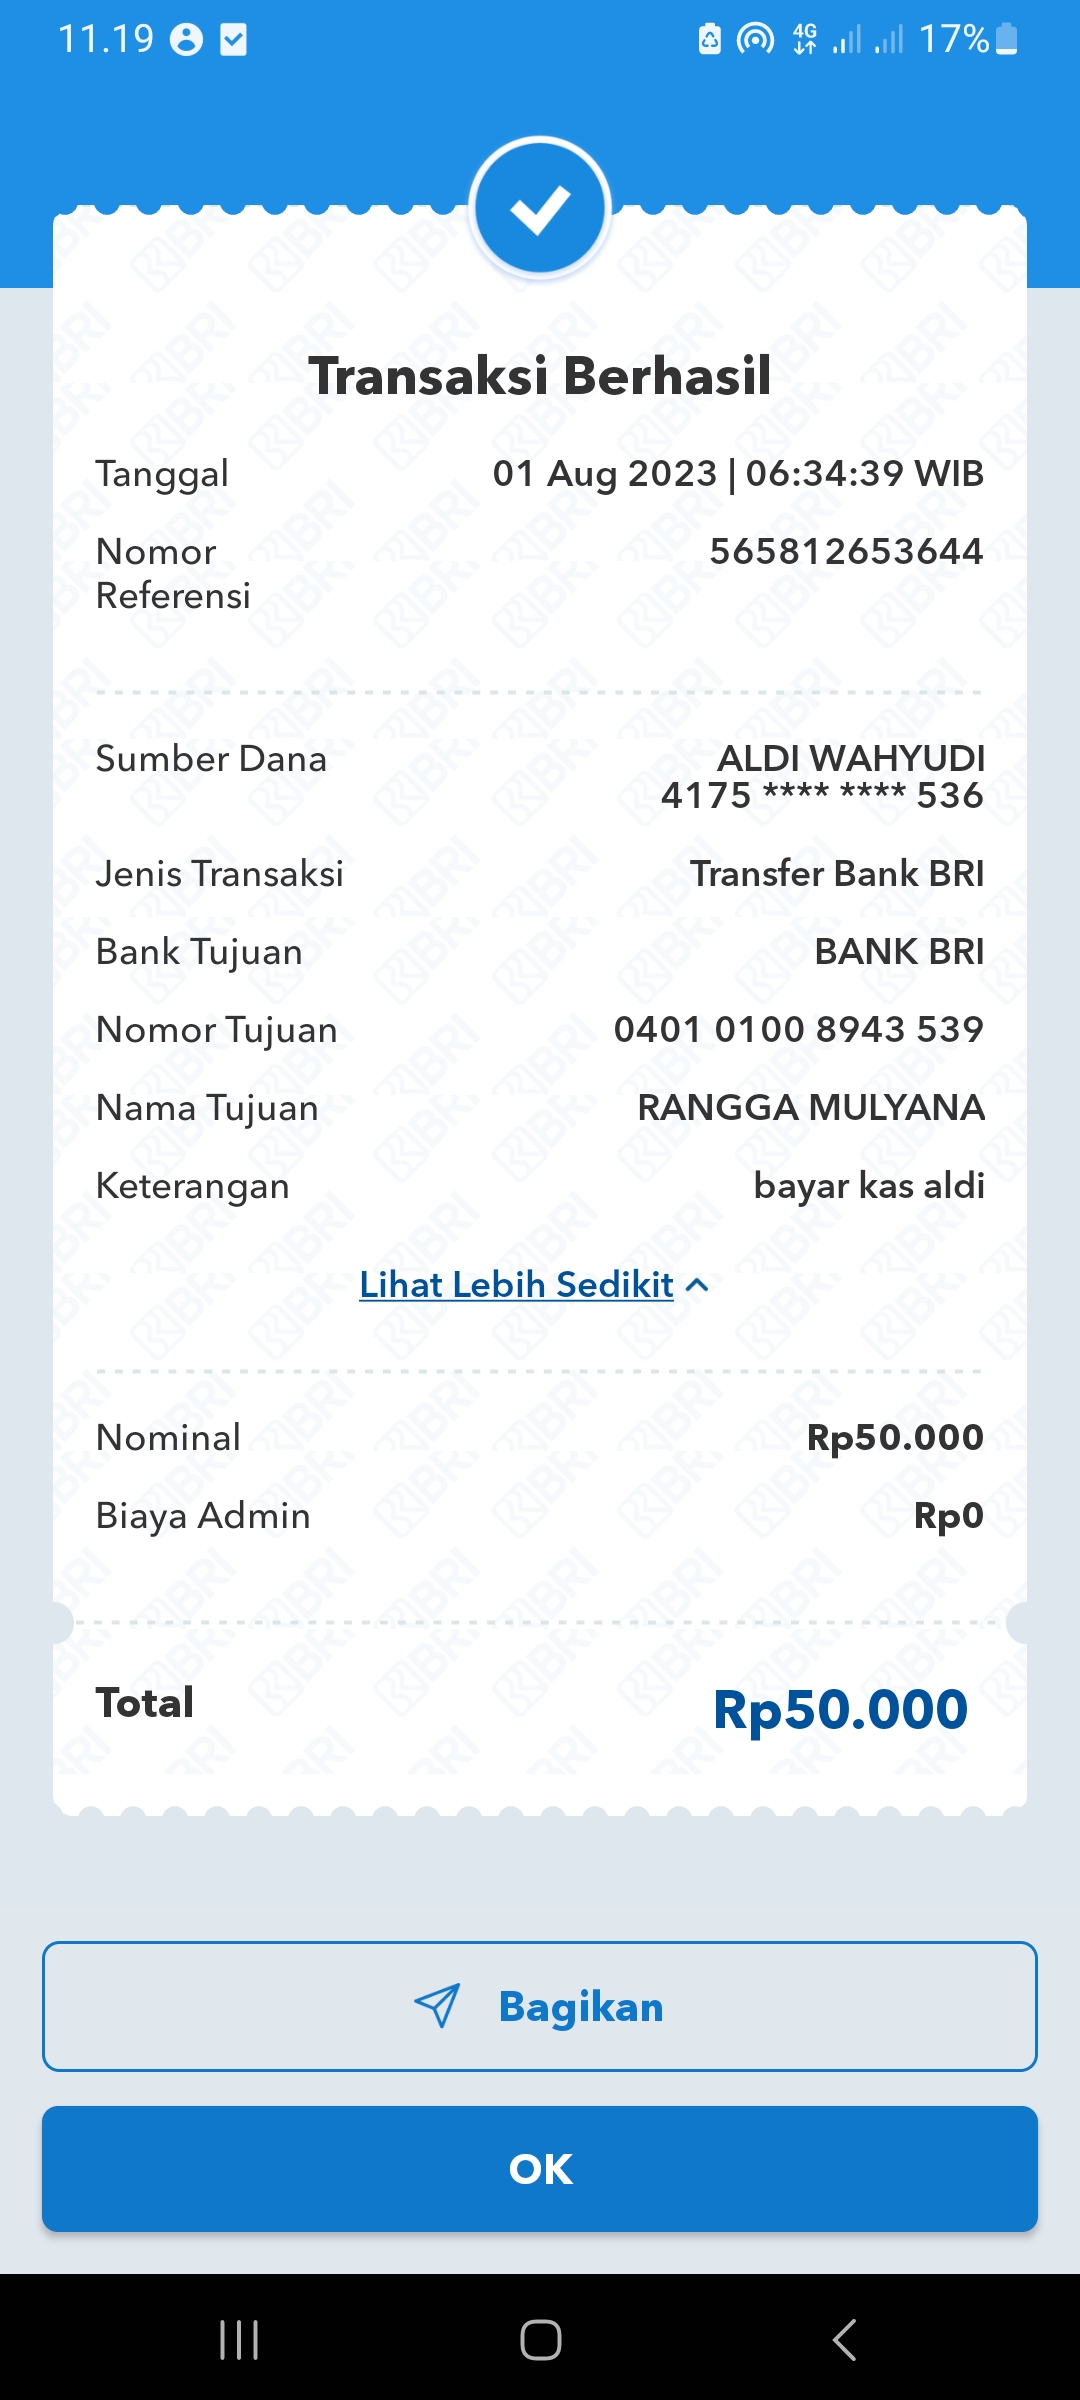 11.19
4G
17%
Transaksi Berhasil
Tanggal 01 Aug 2023 | 06:34:39 WIB
Nomor Referensi 565812653644
Sumber Dana ALDI WAHYUDI
4175 **** **** 536
Jenis Transaksi Transfer Bank BRI
Bank Tujuan BANK BRI
Nomor Tujuan 0401 0100 8943 539
Nama Tujuan RANGGA MULYANA
Keterangan bayar kas aldi
Lihat Lebih Sedikit
Nominal Rp50.000
Biaya Admin Rp0
Total Rp50.000
Bagikan
OK